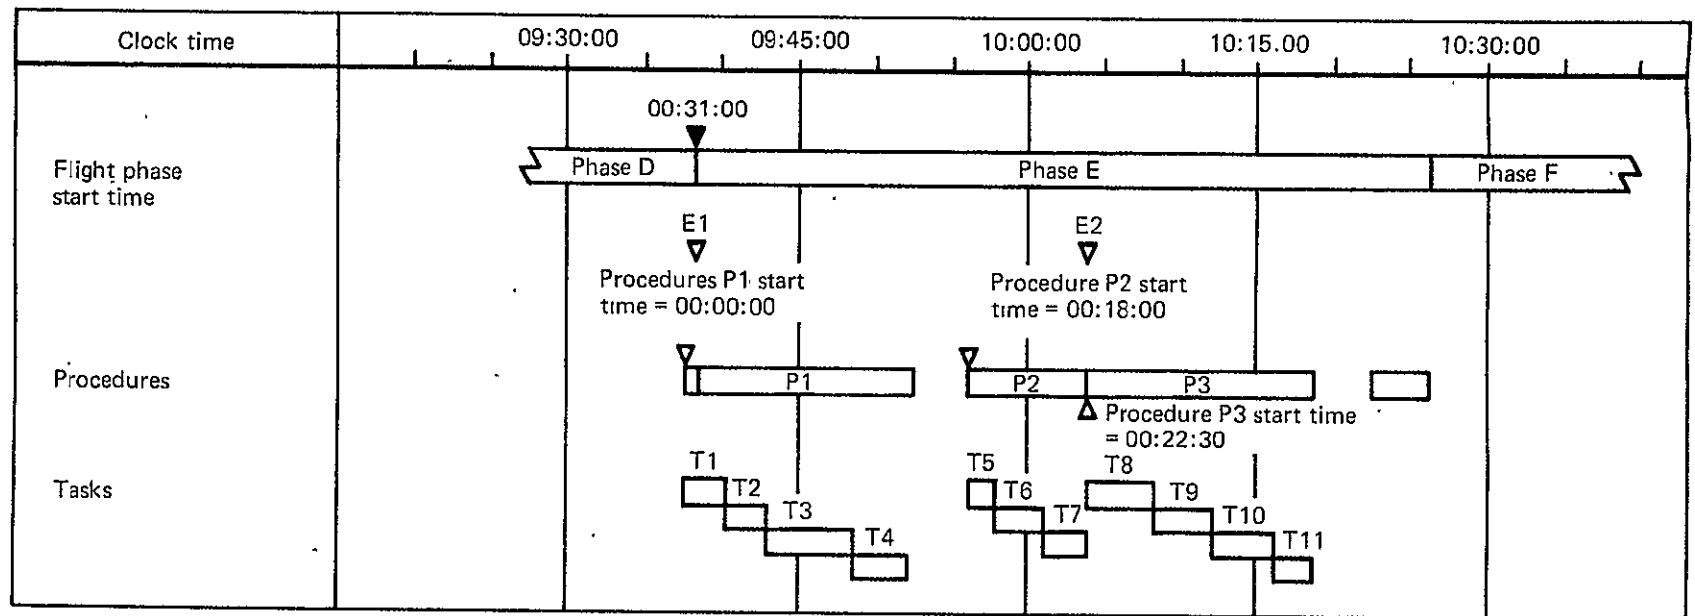 Clock time
09:30:00
09:45:00
10:00:00
10:15.00
10:30:00
00:31:00
Flight phase
start time
Phase D
Phase E
Phase F
E1
E2
Procedures P1 start
time = 00:00:00
Procedure P2 start
time = 00:18:00
Procedures
P1
P2
P3
Procedure P3 start time
= 00:22:30
Tasks
T1
T2
T3
T4
T5
T6
T7
T8
T9
T10
T11